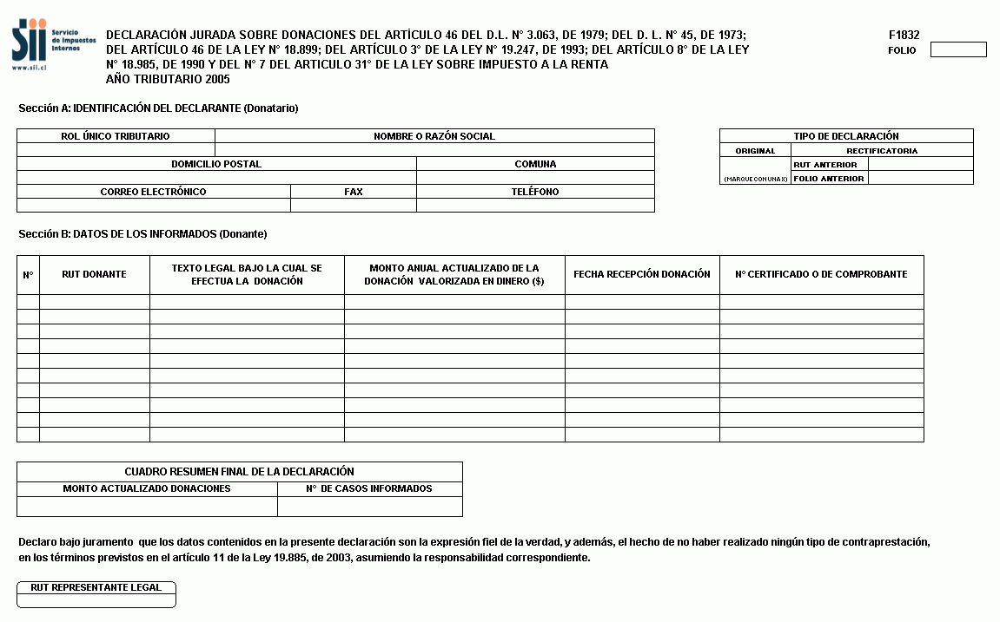 sii Servicio
de Impuestos
Internos
www.sii.cl
DECLARACIÓN JURADA SOBRE DONACIONES DEL ARTÍCULO 46 DEL D.L. N° 3.063, DE 1979; DEL D. L. N° 45, DE 1973;
DEL ARTÍCULO 46 DE LA LEY N° 18.899; DEL ARTÍCULO 3° DE LA LEY N° 19.247, DE 1993; DEL ARTÍCULO 8° DE LA LEY
N° 18.985, DE 1990 Y DEL N° 7 DEL ARTICULO 31° DE LA LEY SOBRE IMPUESTO A LA RENTA
AÑO TRIBUTARIO 2005
F1832
FOLIO
Sección A: IDENTIFICACIÓN DEL DECLARANTE (Donatario)
ROL ÚNICO TRIBUTARIO NOMBRE O RAZÓN SOCIAL
DOMICILIO POSTAL COMUNA
CORREO ELECTRÓNICO FAX TELÉFONO
TIPO DE DECLARACIÓN
ORIGINAL RECTIFICATORIA
RUT ANTERIOR
(MARQUE CON UNA X) FOLIO ANTERIOR
Sección B: DATOS DE LOS INFORMADOS (Donante)
N° RUT DONANTE TEXTO LEGAL BAJO LA CUAL SE
EFECTUA LA DONACIÓN
MONTO ANUAL ACTUALIZADO DE LA
DONACIÓN VALORIZADA EN DINERO ($)
FECHA RECEPCIÓN DONACIÓN N° CERTIFICADO O DE COMPROBANTE
CUADRO RESUMEN FINAL DE LA DECLARACIÓN
MONTO ACTUALIZADO DONACIONES N° DE CASOS INFORMADOS
Declaro bajo juramento que los datos contenidos en la presente declaración son la expresión fiel de la verdad, y además, el hecho de no haber realizado ningún tipo de contraprestación,
en los términos previstos en el artículo 11 de la Ley 19.885, de 2003, asumiendo la responsabilidad correspondiente.
RUT REPRESENTANTE LEGAL